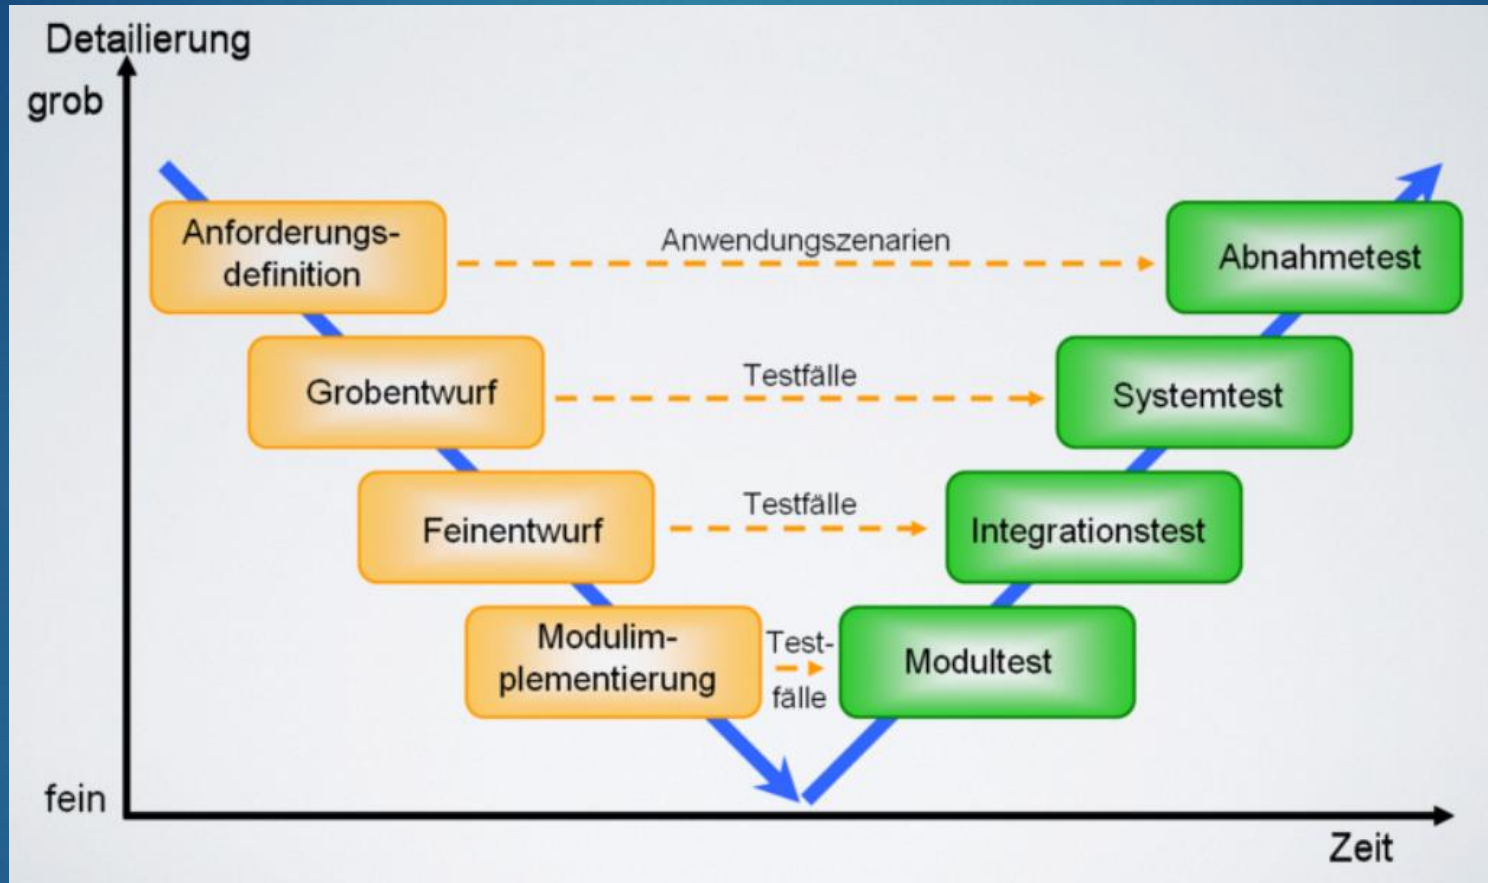 Detailierung
grob
Anforderungs-
definition
Anwendungszenarien
Abnahmetest
Grobentwurf
Testfälle
Systemtest
Feinentwurf
Testfälle
Integrationstest
Modulim-
plementierung
Test-
fälle
Modultest
fein
Zeit